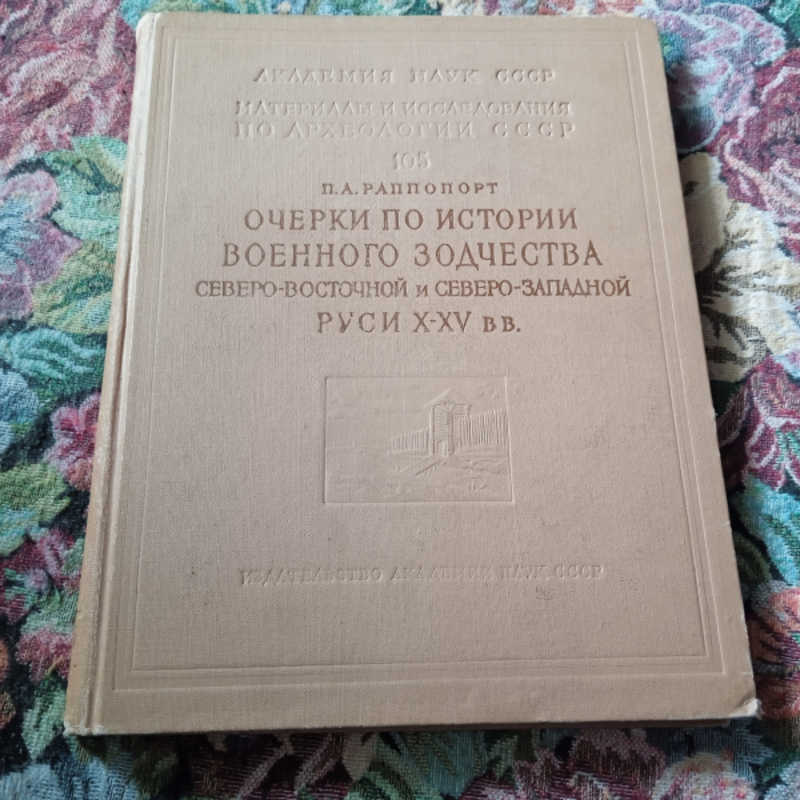 АКАДЕМИЯ НАУК СССР
МАТЕРИАЛЫ И ИССЛЕДОВАНИЯ
ПО АРХЕОЛОГИИ СССР
105
П.А.РАППОПОРТ
ОЧЕРКИ ПО ИСТОРИИ
ВОЕННОГО ЗОДЧЕСТВА
СЕВЕРО-ВОСТОЧНОЙ И СЕВЕРО-ЗАПАДНОЙ
РУСИ X-XV ВВ.
ИЗДАТЕЛЬСТВО АКАДЕМИИ НАУК СССР